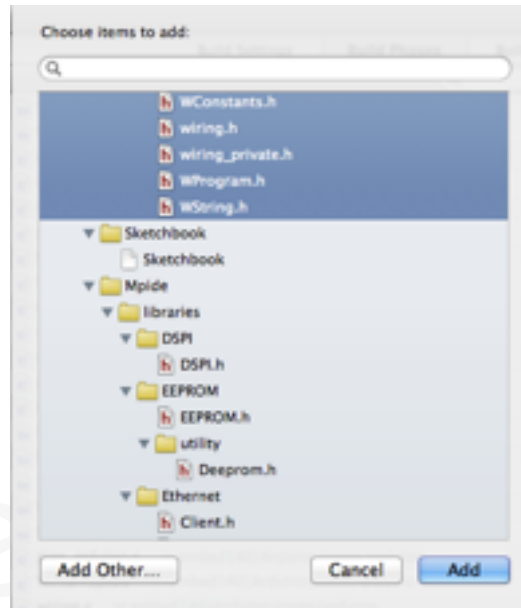 Choose items to add:
WConstants.h
wiring.h
wiring_private.h
WProgram.h
WString.h
Sketchbook
Sketchbook
Mpide
libraries
DSPI
DSPI.h
EEPROM
EEPROM.h
utility
Deeprom.h
Ethernet
Client.h
Add Other... Cancel Add